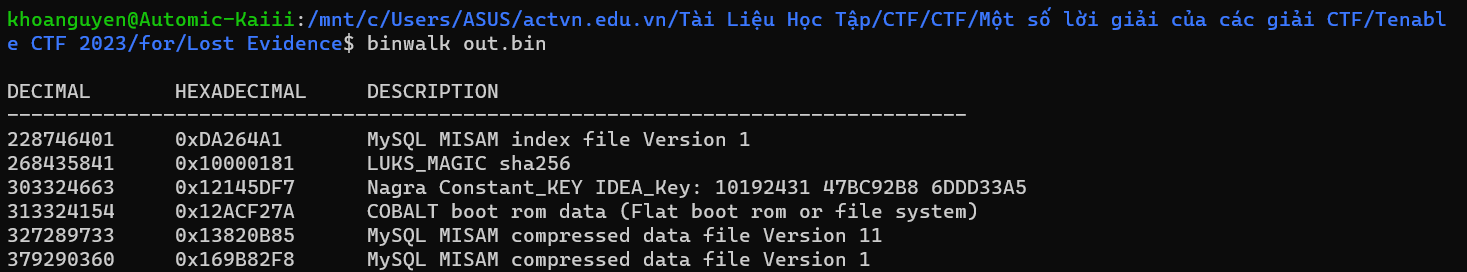 khoanguyen@Automic-Kaiii:/mnt/c/Users/ASUS/actvn.edu.vn/Tài Liệu Học Tập/CTF/CTF/Một số lời giải của các giải CTF/Tenabl
e CTF 2023/for/Lost Evidence$ binwalk out.bin
DECIMAL       HEXADECIMAL     DESCRIPTION
--------------------------------------------------------------------------------
228746401     0xDA264A1       MySQL MISAM index file Version 1
268435841     0x10000181      LUKS_MAGIC sha256
303324663     0x12145DF7      Nagra Constant_KEY IDEA_Key: 10192431 47BC92B8 6DDD33A5
313324154     0x12ACF27A      COBALT boot rom data (Flat boot rom or file system)
327289733     0x13820B85      MySQL MISAM compressed data file Version 11
379290360     0x169B82F8      MySQL MISAM compressed data file Version 1